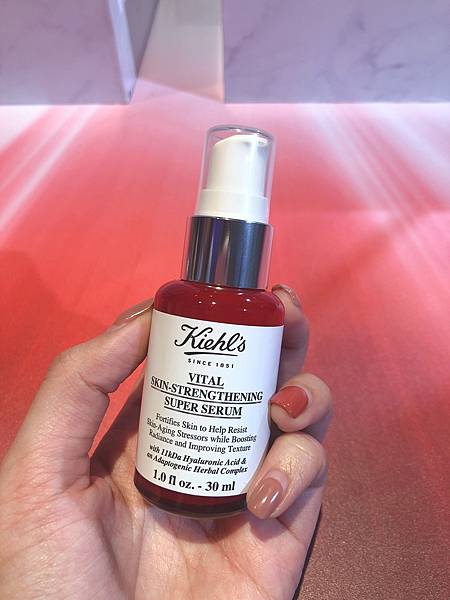 Kiehl's
SINCE 1851
VITAL
SKIN-STRENGTHENING
SUPER SERUM
Fortifies Skin to Help Resist
Skin-Aging Stressors while Boosting
Radiance and Improving Texture
with 11kDa Hyaluronic Acid &
an Adaptogenic Herbal Complex
1.0 fl oz. - 30 ml